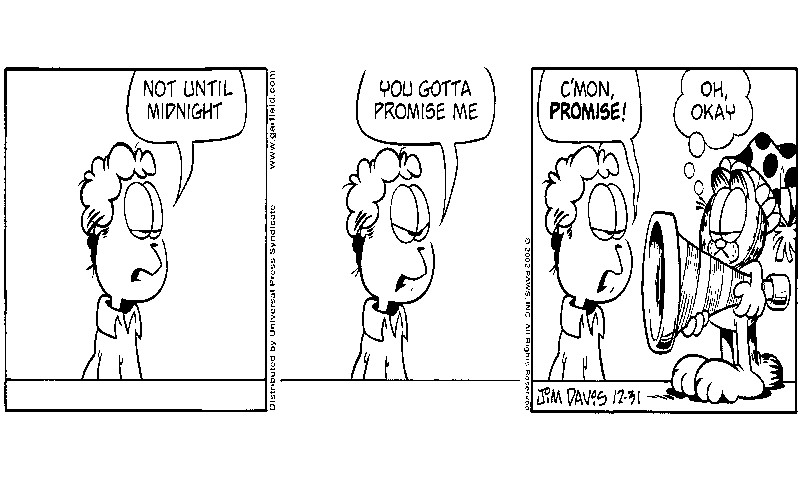 NOT UNTIL
MIDNIGHT
www.garfield.com
Distributed by Universal Press Syndicate
YOU GOTTA
PROMISE ME
C'MON,
PROMISE!
OH,
OKAY
© 2002 PAWS, INC. All Rights Reserved
JIM DAVIS 12-31